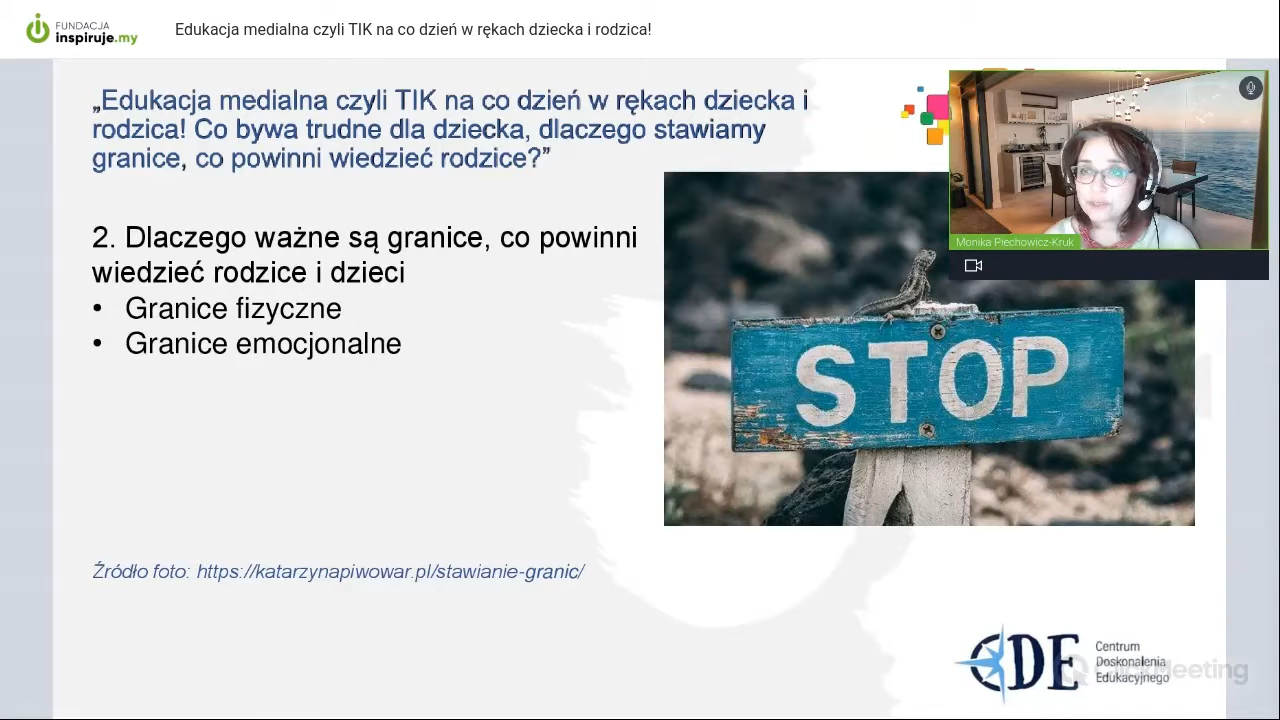 FUNDACJA
inspiruje.my
Edukacja medialna czyli TIK na co dzień w rękach dziecka i rodzica!
„Edukacja medialna czyli TIK na co dzień w rękach dziecka i
rodzica! Co bywa trudne dla dziecka, dlaczego stawiamy
granice, co powinni wiedzieć rodzice?”
Monika Piechowicz-Kruk
2. Dlaczego ważne są granice, co powinni
wiedzieć rodzice i dzieci
• Granice fizyczne
• Granice emocjonalne
STOP
Źródło foto: https://katarzynapiwowar.pl/stawianie-granic/
CDE
Centrum
Doskonalenia
Edukacyjnego
ClickMeeting